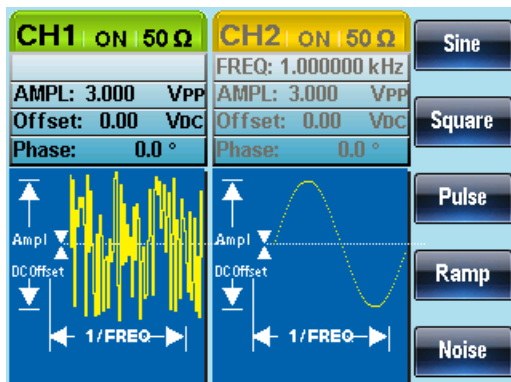 CH1 ON 50 Ω
AMPL: 3.000 VPP
Offset: 0.00 VDC
Phase: 0.0 °
Ampl
DC Offset
1/FREQ
CH2 ON 50 Ω
FREQ: 1.000000 kHz
AMPL: 3.000 VPP
Offset: 0.00 VDC
Phase: 0.0 °
Ampl
DC Offset
1/FREQ
Sine
Square
Pulse
Ramp
Noise